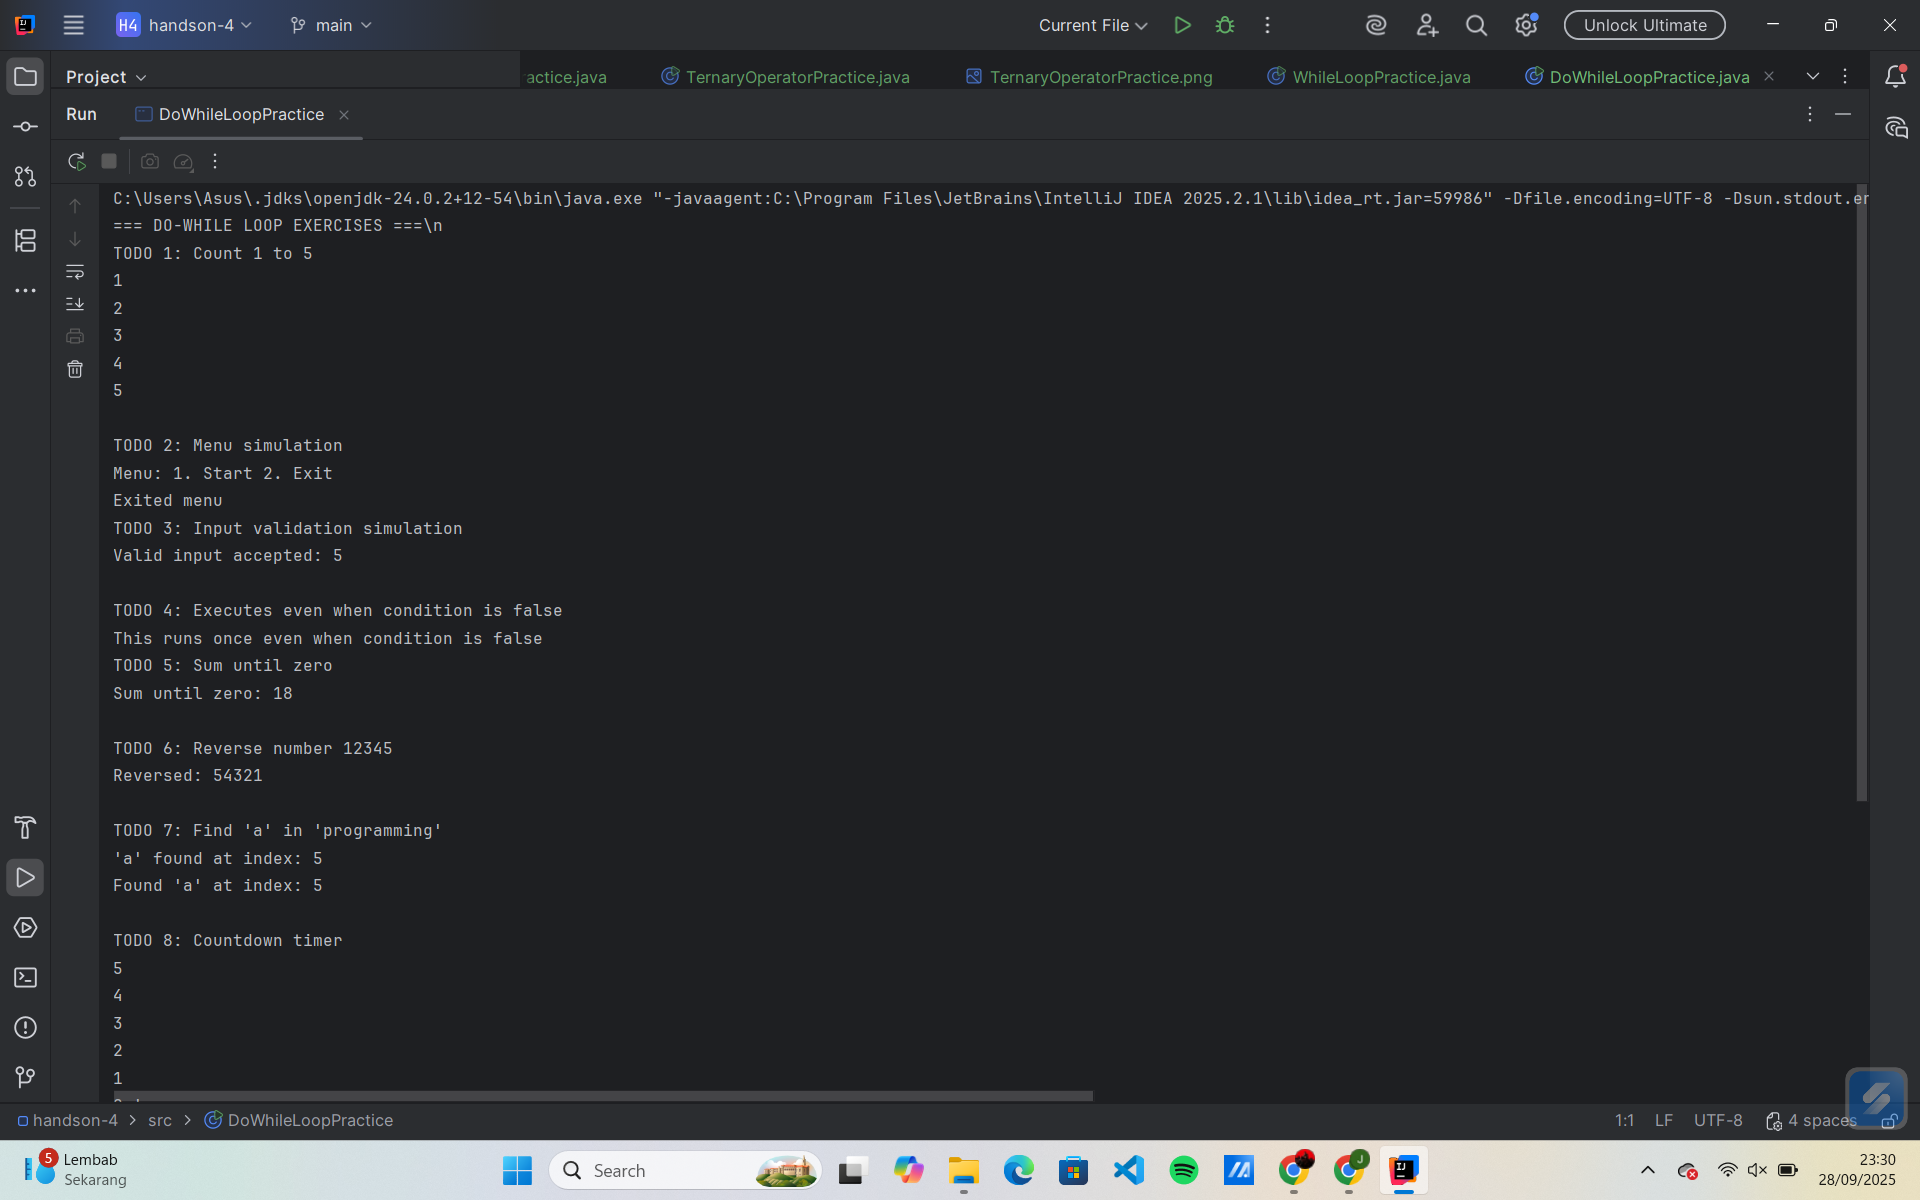 H4 handson-4 main Current File Unlock Ultimate
Project actice.java TernaryOperatorPractice.java TernaryOperatorPractice.png WhileLoopPractice.java DoWhileLoopPractice.java
Run DoWhileLoopPractice
C:\Users\Asus\.jdks\openjdk-24.0.2+12-54\bin\java.exe "-javaagent:C:\Program Files\JetBrains\IntelliJ IDEA 2025.2.1\lib\idea_rt.jar=59986" -Dfile.encoding=UTF-8 -Dsun.stdout.en
=== DO-WHILE LOOP EXERCISES ===\n
TODO 1: Count 1 to 5
1
2
3
4
5
TODO 2: Menu simulation
Menu: 1. Start 2. Exit
Exited menu
TODO 3: Input validation simulation
Valid input accepted: 5
TODO 4: Executes even when condition is false
This runs once even when condition is false
TODO 5: Sum until zero
Sum until zero: 18
TODO 6: Reverse number 12345
Reversed: 54321
TODO 7: Find 'a' in 'programming'
'a' found at index: 5
Found 'a' at index: 5
TODO 8: Countdown timer
5
4
3
2
1
handson-4 > src > DoWhileLoopPractice 1:1 LF UTF-8 4 spaces
5 Lembab
Sekarang
Search
23:30
28/09/2025